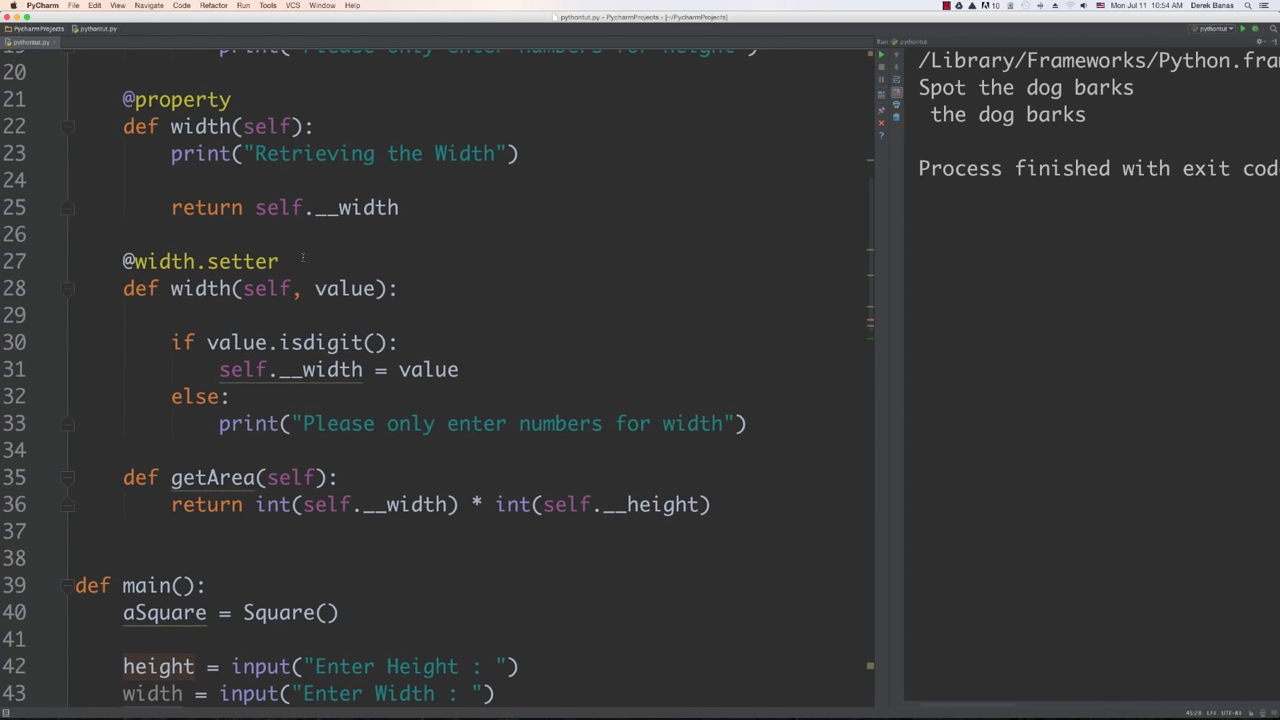 PyCharm File Edit View Navigate Code Refactor Run Tools VCS Window Help
Mon Jul 11 10:54 AM Derek Banas
pythontut.py - PycharmProjects - [~/PycharmProjects]
PycharmProjects pythontut.py
pythontut
pythontut.py
Run pythontut
print("Please only enter numbers for height")
20
21 @property
22 def width(self):
23 print("Retrieving the Width")
24
25 return self.__width
26
27 @width.setter
28 def width(self, value):
29
30 if value.isdigit():
31 self.__width = value
32 else:
33 print("Please only enter numbers for width")
34
35 def getArea(self):
36 return int(self.__width) * int(self.__height)
37
38
39 def main():
40 aSquare = Square()
41
42 height = input("Enter Height : ")
43 width = input("Enter Width : ")
/Library/Frameworks/Python.fra
Spot the dog barks
the dog barks
Process finished with exit cod
45:28 LF÷ UTF-8÷